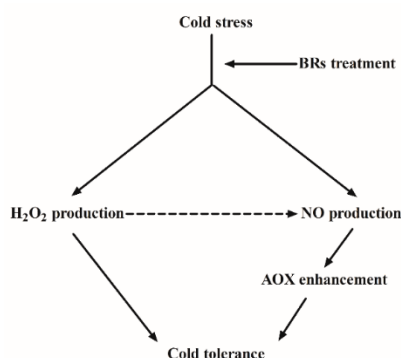 Cold stress
BRs treatment
H₂O₂ production
NO production
AOX enhancement
Cold tolerance